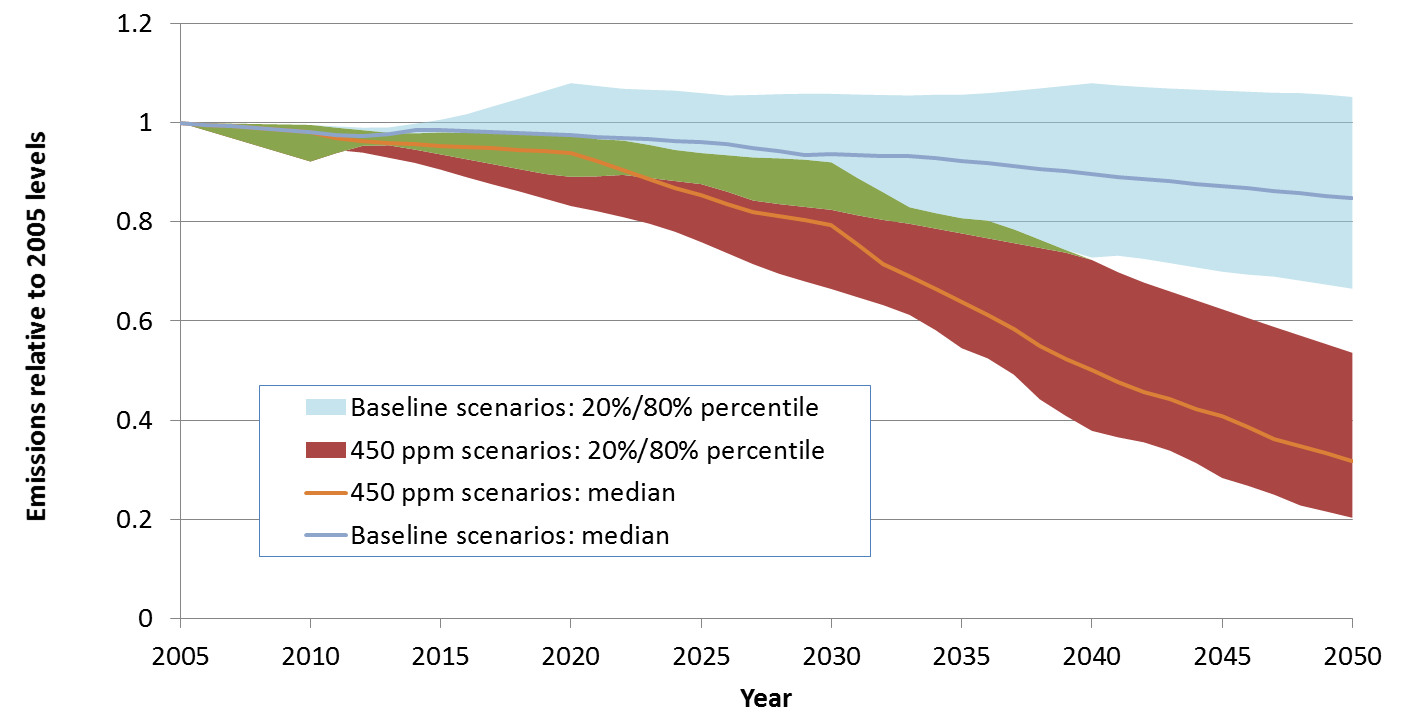 Emissions relative to 2005 levels
1.2
1
0.8
0.6
0.4
0.2
0
Baseline scenarios: 20%/80% percentile
450 ppm scenarios: 20%/80% percentile
450 ppm scenarios: median
Baseline scenarios: median
2005 2010 2015 2020 2025 2030 2035 2040 2045 2050
Year